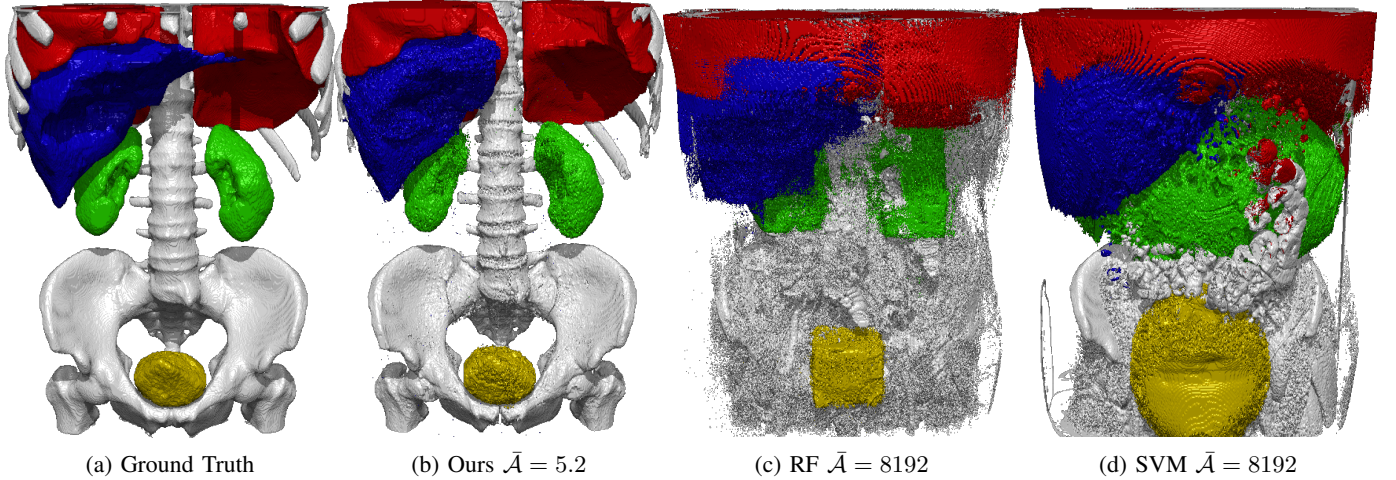 (a) Ground Truth
(b) Ours $\bar{\mathcal{A}} = 5.2$
(c) RF $\bar{\mathcal{A}} = 8192$
(d) SVM $\bar{\mathcal{A}} = 8192$